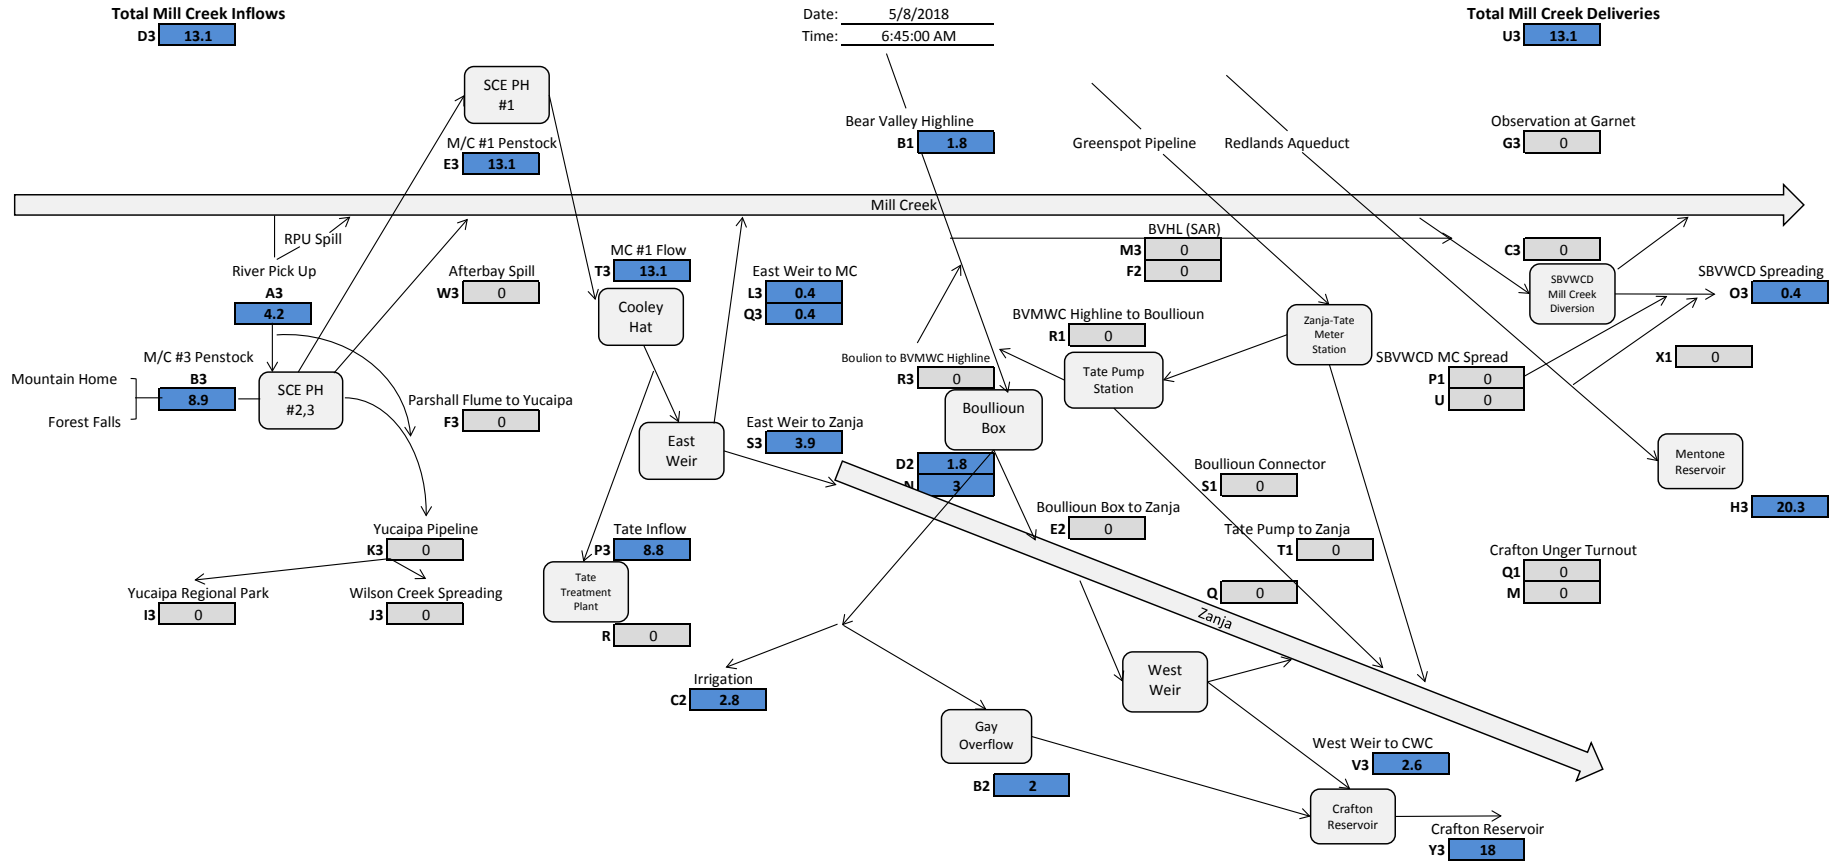 Total Mill Creek Inflows
D3 13.1
Date: 5/8/2018
Time: 6:45:00 AM
Total Mill Creek Deliveries
U3 13.1
SCE PH
#1
M/C #1 Penstock
E3 13.1
Bear Valley Highline
B1 1.8
Greenspot Pipeline
Redlands Aqueduct
Observation at Garnet
G3 0
Mill Creek
RPU Spill
River Pick Up
A3
4.2
Afterbay Spill
W3 0
MC #1 Flow
T3 13.1
Cooley
Hat
East Weir to MC
L3 0.4
Q3 0.4
BVHL (SAR)
M3 0
F2 0
C3 0
SBVWCD
Mill Creek
Diversion
SBVWCD Spreading
O3 0.4
BVMWC Highline to Boullioun
R1 0
Zanja-Tate
Meter
Station
Boulion to BVMWC Highline
R3 0
Tate Pump
Station
SBVWCD MC Spread
P1 0
U 0
X1 0
M/C #3 Penstock
B3 8.9
Mountain Home
Forest Falls
SCE PH
#2,3
Parshall Flume to Yucaipa
F3 0
East
Weir
East Weir to Zanja
S3 3.9
Boullioun
Box
D2 1.8
N 3
Boullioun Connector
S1 0
Mentone
Reservoir
H3 20.3
Boullioun Box to Zanja
E2 0
Tate Pump to Zanja
T1 0
Yucaipa Pipeline
K3 0
Tate Inflow
P3 8.8
Tate
Treatment
Plant
R 0
Crafton Unger Turnout
Q1 0
M 0
Yucaipa Regional Park
I3 0
Wilson Creek Spreading
J3 0
Q 0
Zanja
Irrigation
C2 2.8
West
Weir
Gay
Overflow
B2 2
West Weir to CWC
V3 2.6
Crafton
Reservoir
Crafton Reservoir
Y3 18